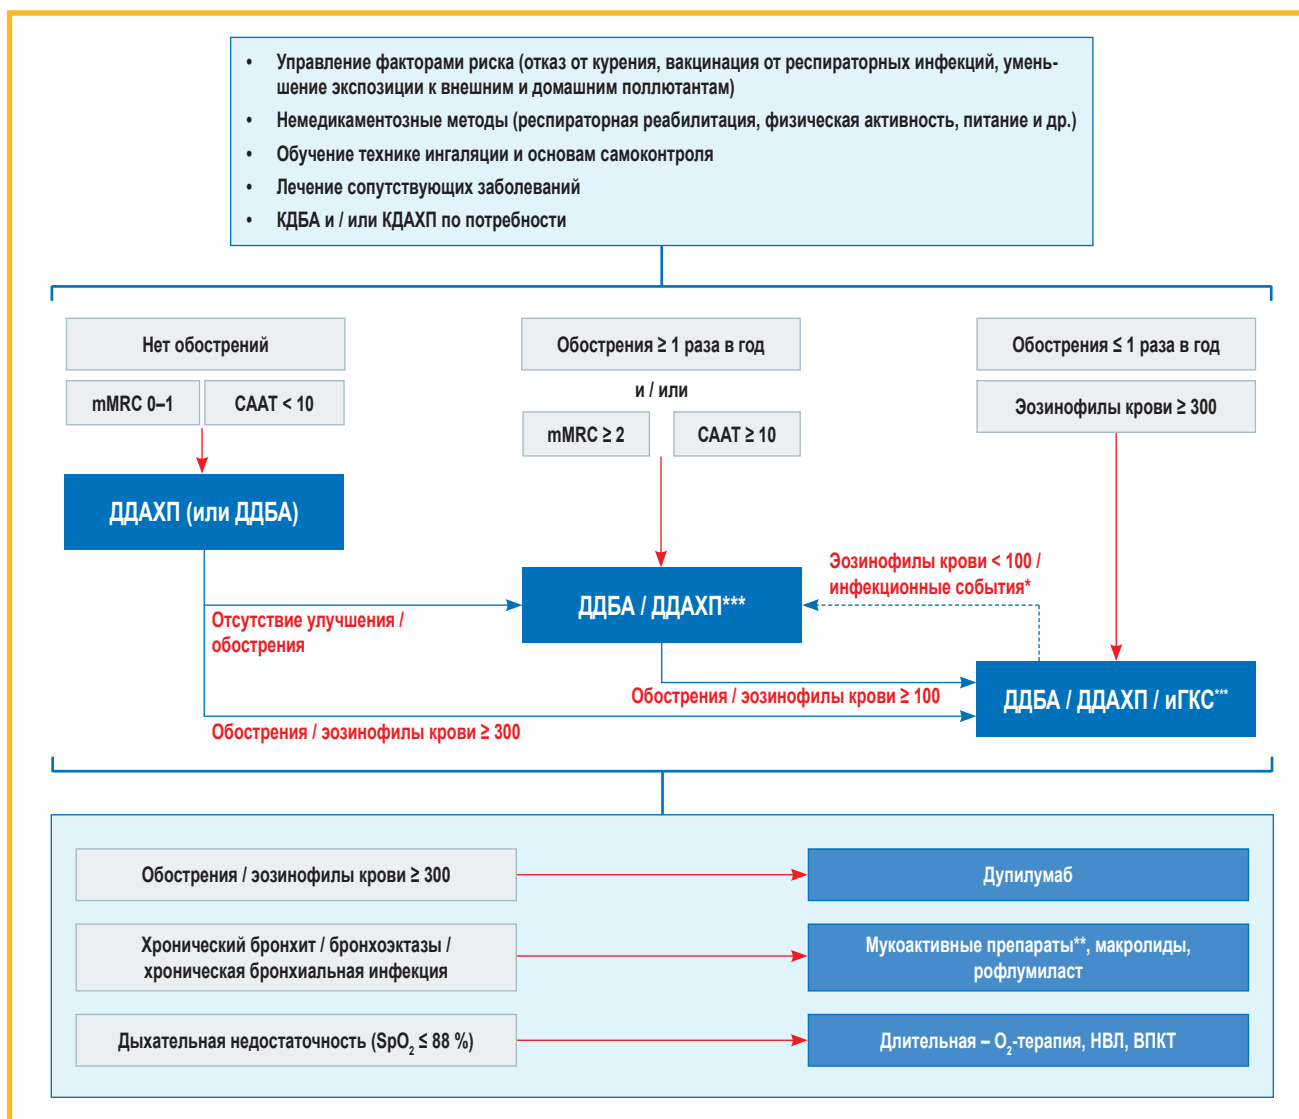 • Управление факторами риска (отказ от курения, вакцинация от респираторных инфекций, умень-
шение экспозиции к внешним и домашним поллютантам)
• Немедикаментозные методы (респираторная реабилитация, физическая активность, питание и др.)
• Обучение технике ингаляции и основам самоконтроля
• Лечение сопутствующих заболеваний
• КДБА и / или КДАХП по потребности
Нет обострений
mMRC 0–1
CAAT < 10
ДДАХП (или ДДБА)
Обострения ≥ 1 раза в год
и / или
mMRC ≥ 2
CAAT ≥ 10
Обострения ≤ 1 раза в год
Эозинофилы крови ≥ 300
Эозинофилы крови < 100 /
инфекционные события*
ДДБА / ДДАХП***
Отсутствие улучшения /
обострения
Обострения / эозинофилы крови ≥ 100
ДДБА / ДДАХП / иГКС***
Обострения / эозинофилы крови ≥ 300
Обострения / эозинофилы крови ≥ 300
Дупилумаб
Хронический бронхит / бронхоэктазы /
хроническая бронхиальная инфекция
Мукоактивные препараты**, макролиды,
рофлумиласт
Дыхательная недостаточность (SpO₂ ≤ 88 %)
Длительная – O₂-терапия, НВЛ, ВПКТ